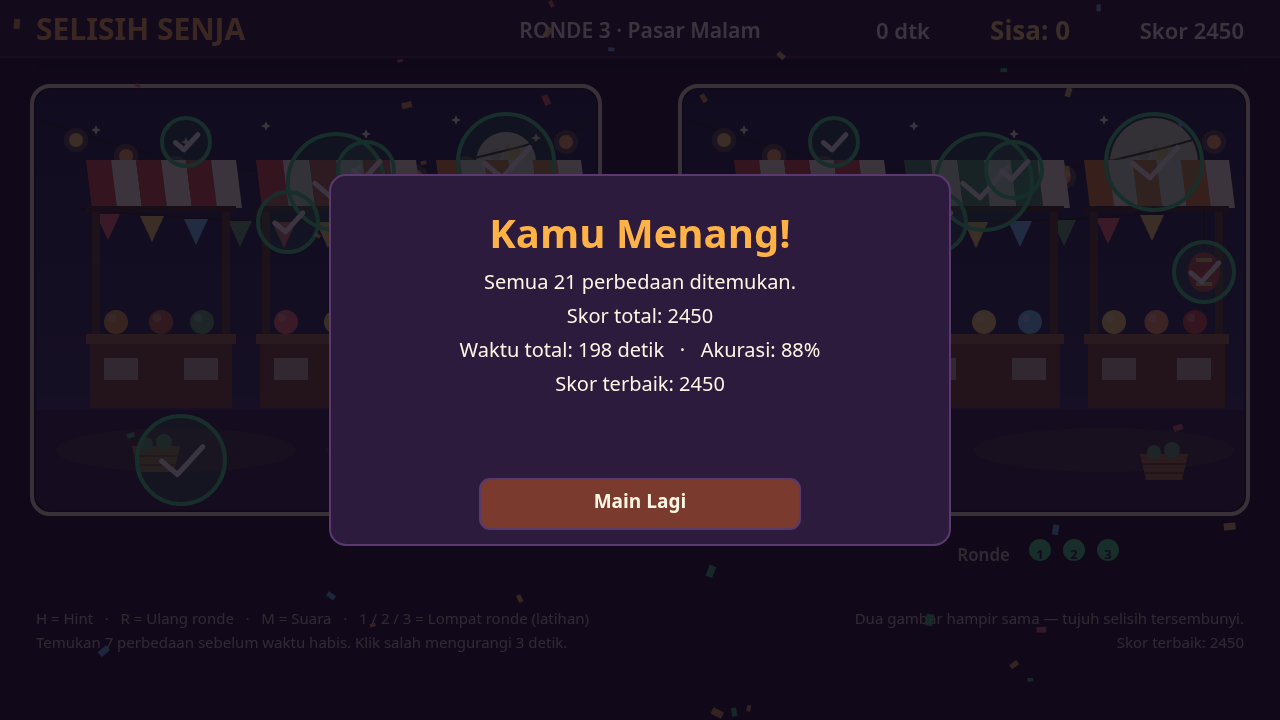 SELISIH SENJA
RONDE 3 · Pasar Malam
0 dtk
Sisa: 0
Skor 2450
Kamu Menang!
Semua 21 perbedaan ditemukan.
Skor total: 2450
Waktu total: 198 detik · Akurasi: 88%
Skor terbaik: 2450
Main Lagi
Ronde 1 2 3
H = Hint · R = Ulang ronde · M = Suara · 1 / 2 / 3 = Lompat ronde (latihan)
Temukan 7 perbedaan sebelum waktu habis. Klik salah mengurangi 3 detik.
Dua gambar hampir sama — tujuh selisih tersembunyi.
Skor terbaik: 2450